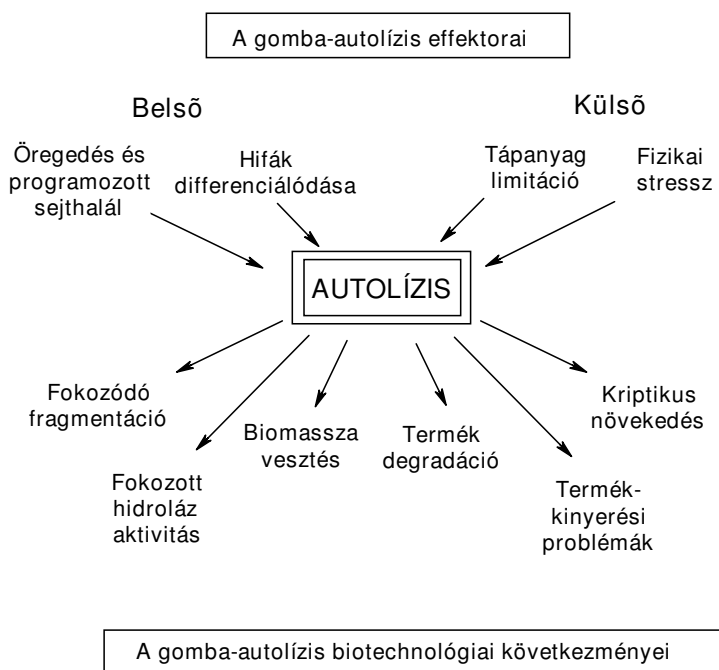 A gomba-autolízis effektorai
Belsõ
Külsõ
Öregedés és
programozott
sejthalál
Hifák
differenciálódása
Tápanyag
limitáció
Fizikai
stressz
AUTOLÍZIS
Fokozódó
fragmentáció
Fokozott
hidroláz
aktivitás
Biomassza
vesztés
Termék
degradáció
Termék-
kinyerési
problémák
Kriptikus
növekedés
A gomba-autolízis biotechnológiai következményei